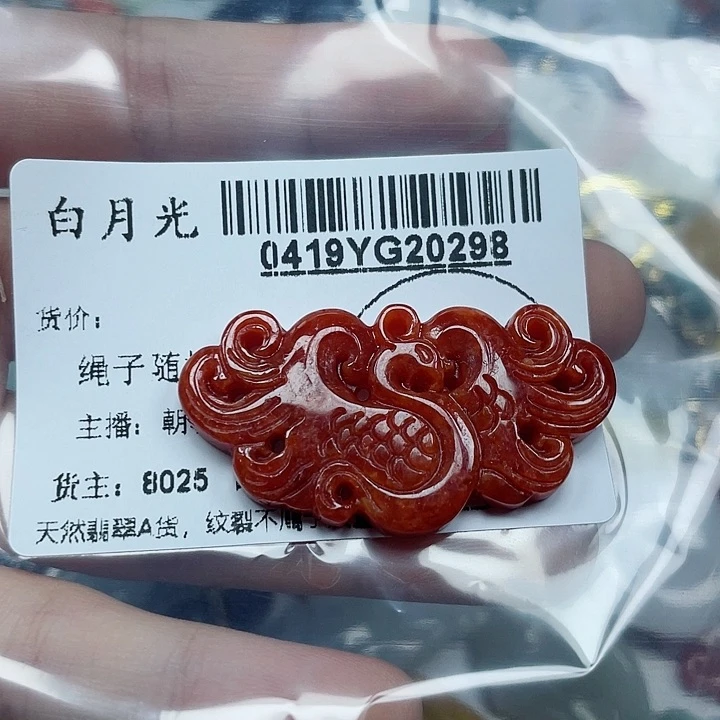 白月光
0419YG20298
货价：
绳子随
主播：朝
货主：8025
天然翡翠A货，纹裂不